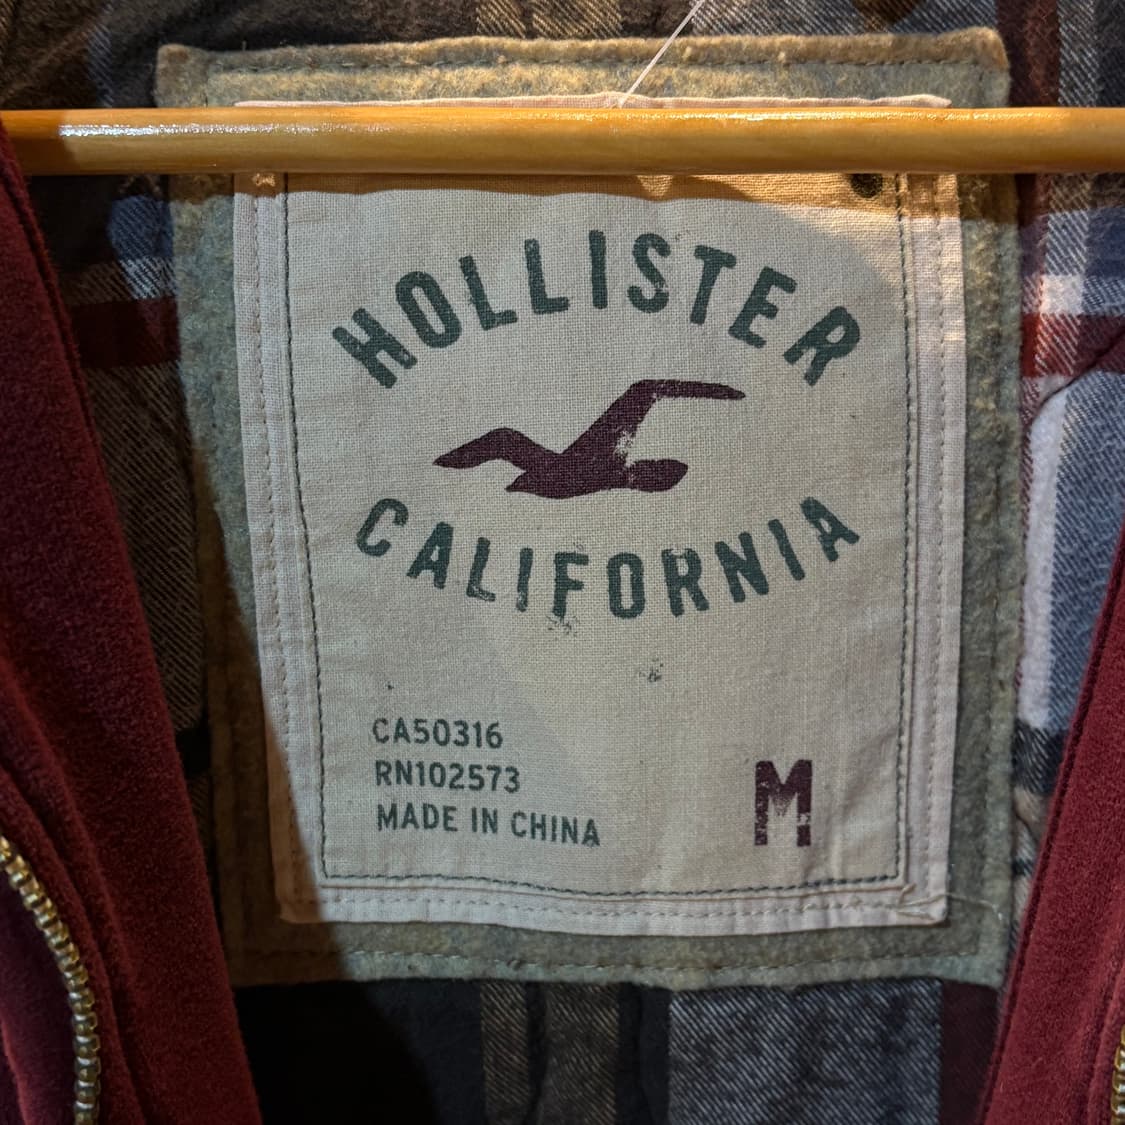 HOLLISTER
CALIFORNIA
CA50316
RN102573
MADE IN CHINA
M